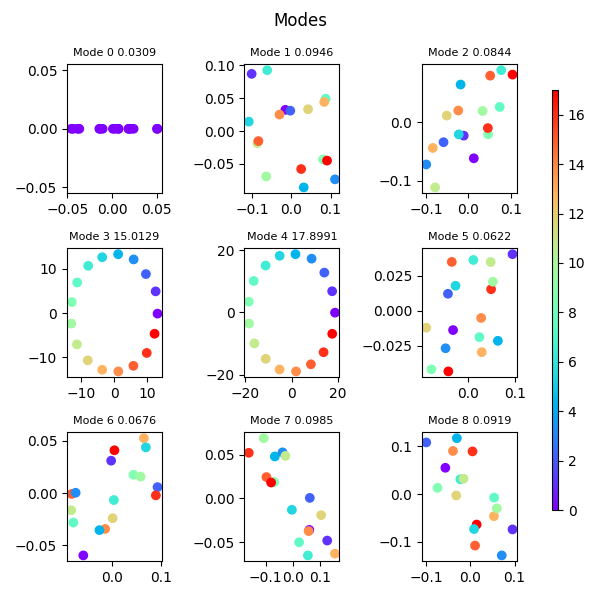 Modes
Mode 0 0.0309
Mode 1 0.0946
Mode 2 0.0844
0.05
0.00
−0.05
−0.05 0.00 0.05
0.10
0.05
0.00
−0.05
−0.1 0.0 0.1
0.0
−0.1
−0.1 0.0 0.1
Mode 3 15.0129
Mode 4 17.8991
Mode 5 0.0622
10
0
−10
−10 0 10
20
0
−20
−20 0 20
0.025
0.000
−0.025
0.0 0.1
Mode 6 0.0676
Mode 7 0.0985
Mode 8 0.0919
0.05
0.00
−0.05
0.0 0.1
0.05
0.00
−0.05
−0.1 0.0 0.1
0.1
0.0
−0.1
−0.1 0.0 0.1
16
14
12
10
8
6
4
2
0